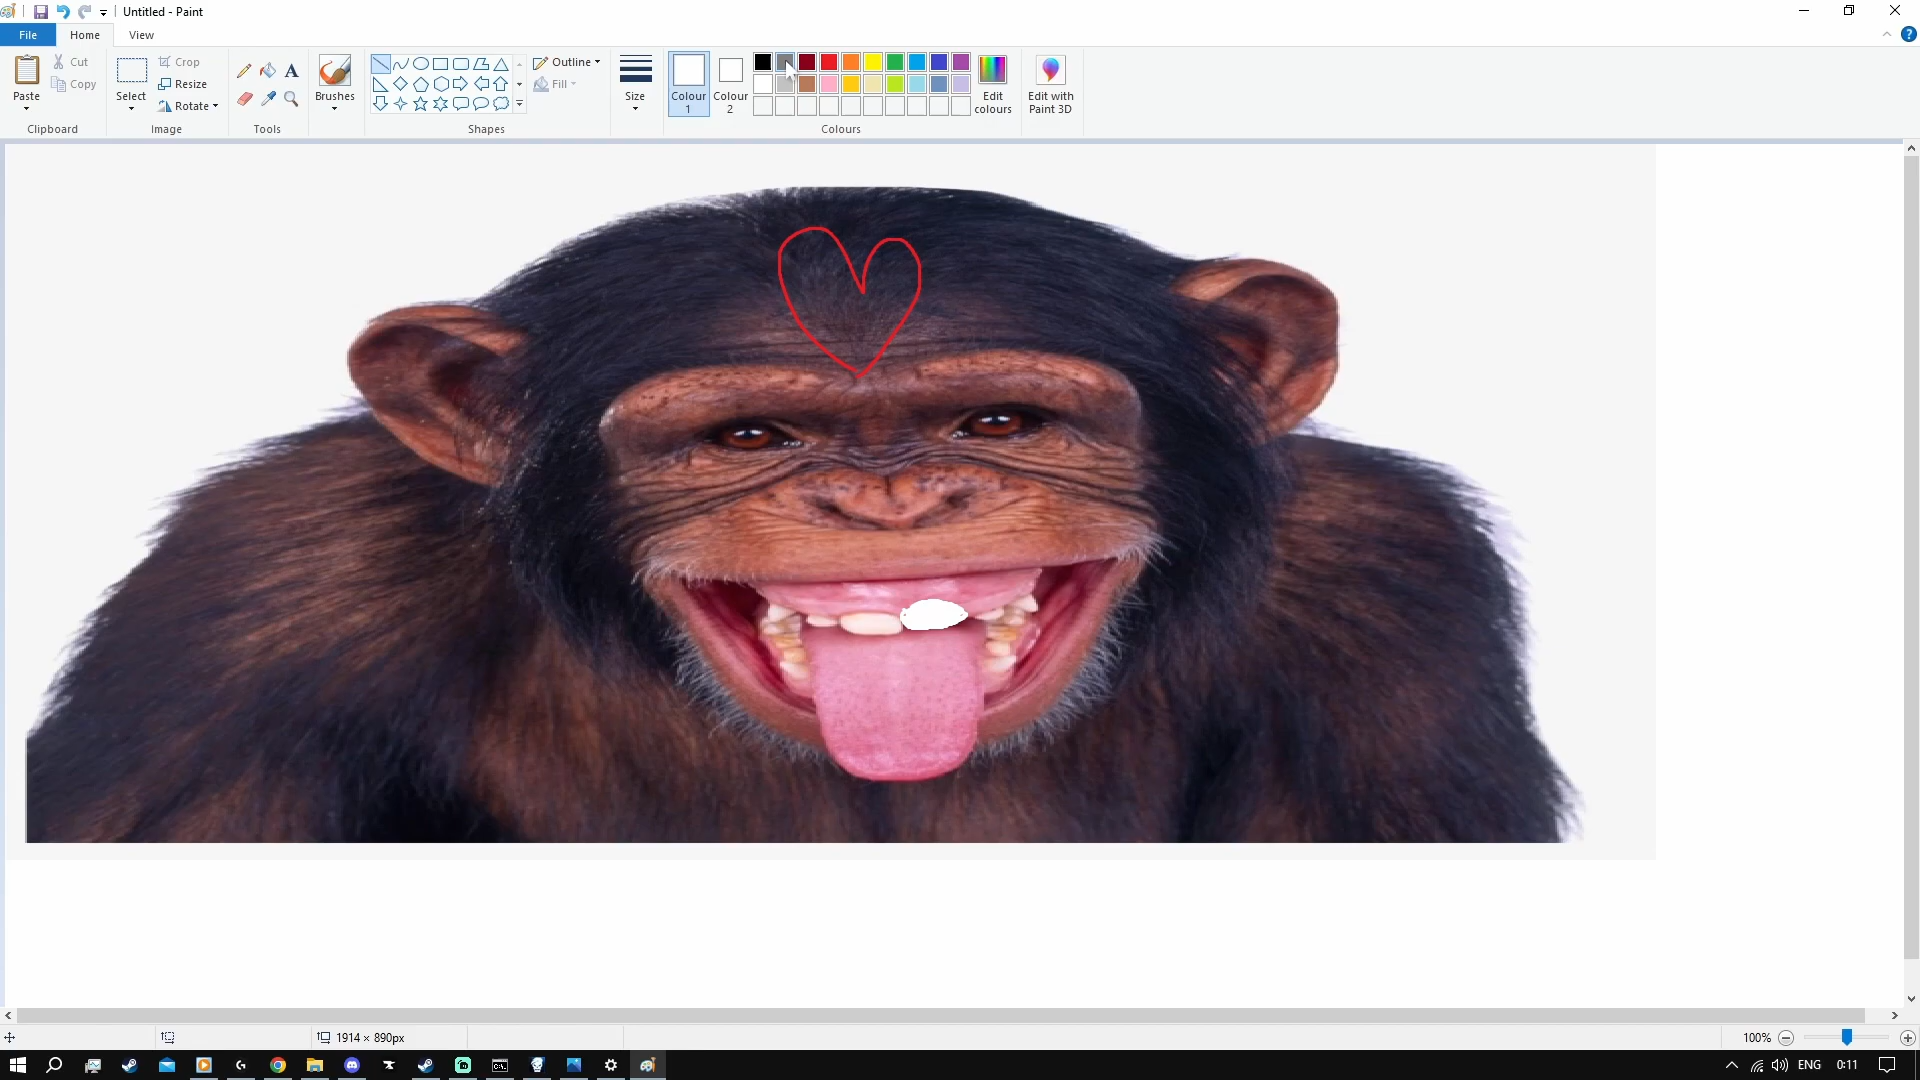 Untitled - Paint
File Home View
Paste
Cut
Copy
Clipboard
Select
Crop
Resize
Rotate
Image
A
Tools
Brushes
Outline
Fill
Shapes
Size
Colour 1
Colour 2
Edit colours
Colours
Edit with Paint 3D
1914 × 890px
100%
ENG 0:11